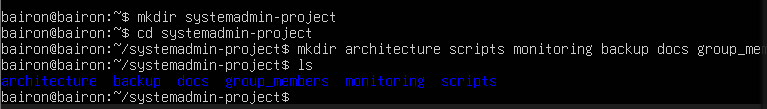 bairon@bairon:~$ mkdir systemadmin-project
bairon@bairon:~$ cd systemadmin-project
bairon@bairon:~/systemadmin-project$ mkdir architecture scripts monitoring backup docs group_mem
bairon@bairon:~/systemadmin-project$ ls
architecture  backup  docs  group_members  monitoring  scripts
bairon@bairon:~/systemadmin-project$